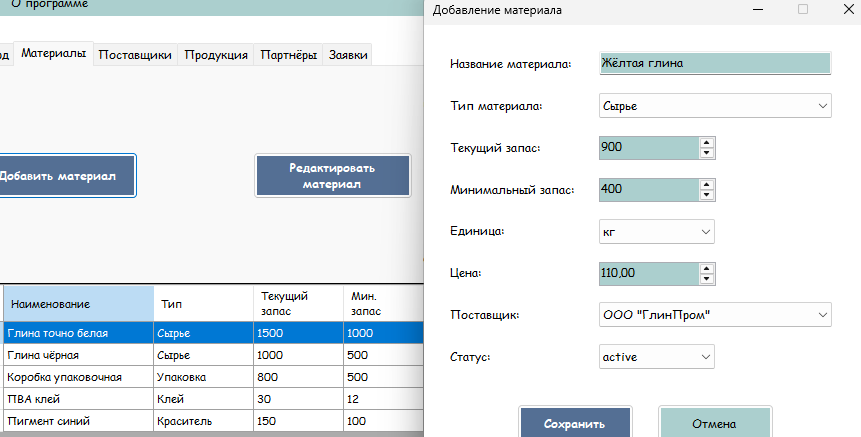 О программе
Материалы Поставщики Продукция Партнёры Заявки
Добавить материал
Редактировать
материал
Наименование Тип Текущий запас Мин. запас
Глина точно белая Сырье 1500 1000
Глина чёрная Сырье 1000 500
Коробка упаковочная Упаковка 800 500
ПВА клей Клей 30 12
Пигмент синий Краситель 150 100
Добавление материала
Название материала: Жёлтая глина
Тип материала: Сырье
Текущий запас: 900
Минимальный запас: 400
Единица: кг
Цена: 110,00
Поставщик: ООО "ГлинПром"
Статус: active
Сохранить Отмена